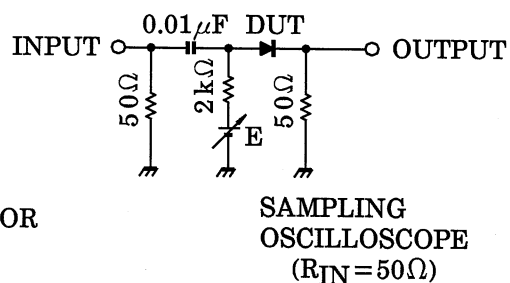 0.01μF DUT
INPUT OUTPUT
50Ω 2kΩ 50Ω
E
OR
SAMPLING
OSCILLOSCOPE
(RIN=50Ω)